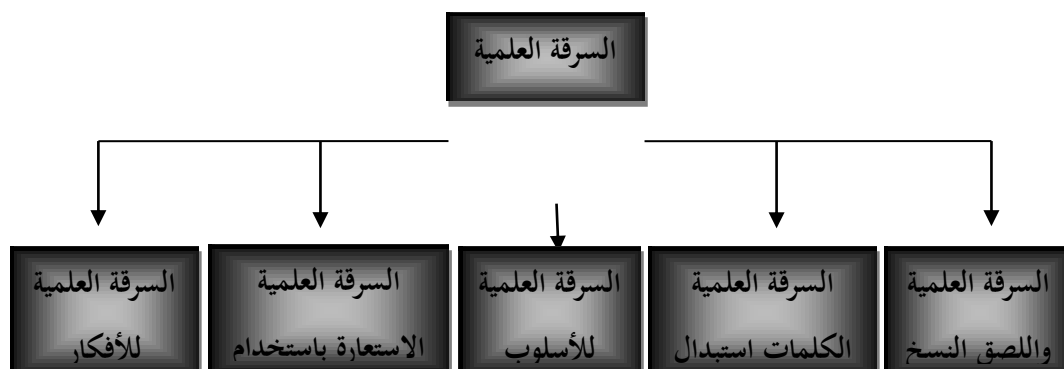 السرقة العلمية
السرقة العلمية
واللصق النسخ
السرقة العلمية
الكلمات استبدال
السرقة العلمية
للأسلوب
السرقة العلمية
الاستعارة باستخدام
السرقة العلمية
للأفكار